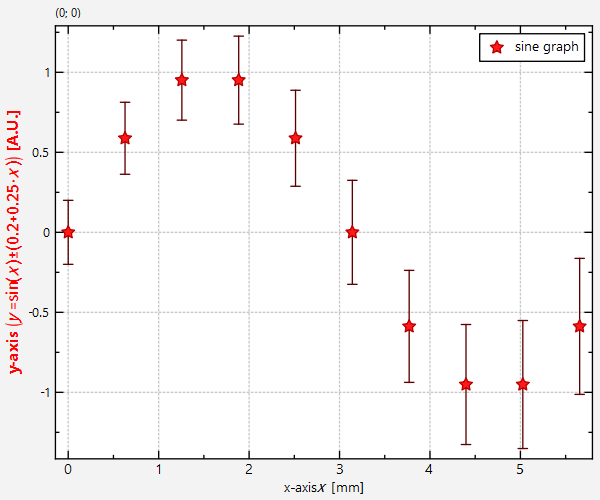 (0; 0)
sine graph
y-axis (y=sin(x)±(0.2+0.25·x)) [A.U.]
1
0.5
0
-0.5
-1
0 1 2 3 4 5
x-axisx [mm]